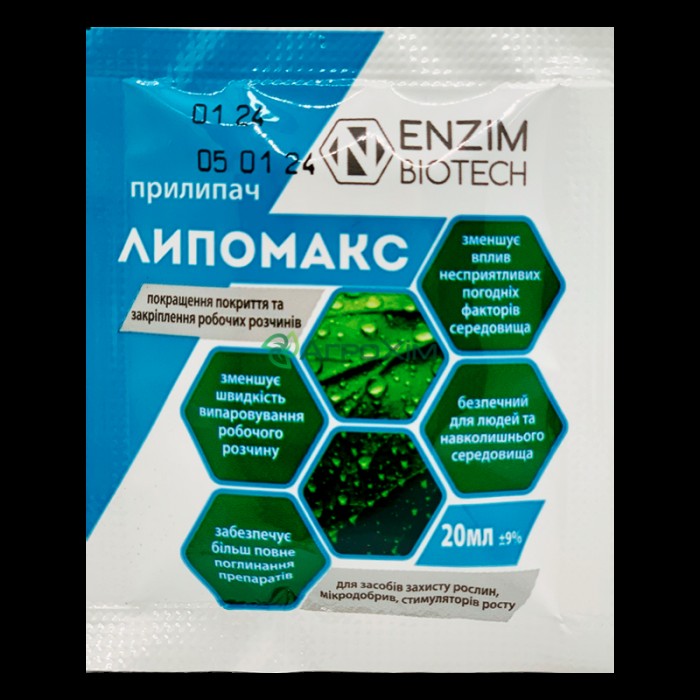 01 24
05 01 24
ENZIM
BIOTECH
прилипач
ЛИПОМАКС
покращення покриття та
закріплення робочих розчинів
зменшує
вплив
несприятливих
погодніх
факторів
середовища
АГРОХІМ
зменшує
швидкість
випаровування
робочого
розчину
безпечний
для людей та
навколишнього
середовища
забезпечує
більш повне
поглинання
препаратів
20мл ±9%
для засобів захисту рослин,
мікродобрив, стимуляторів росту